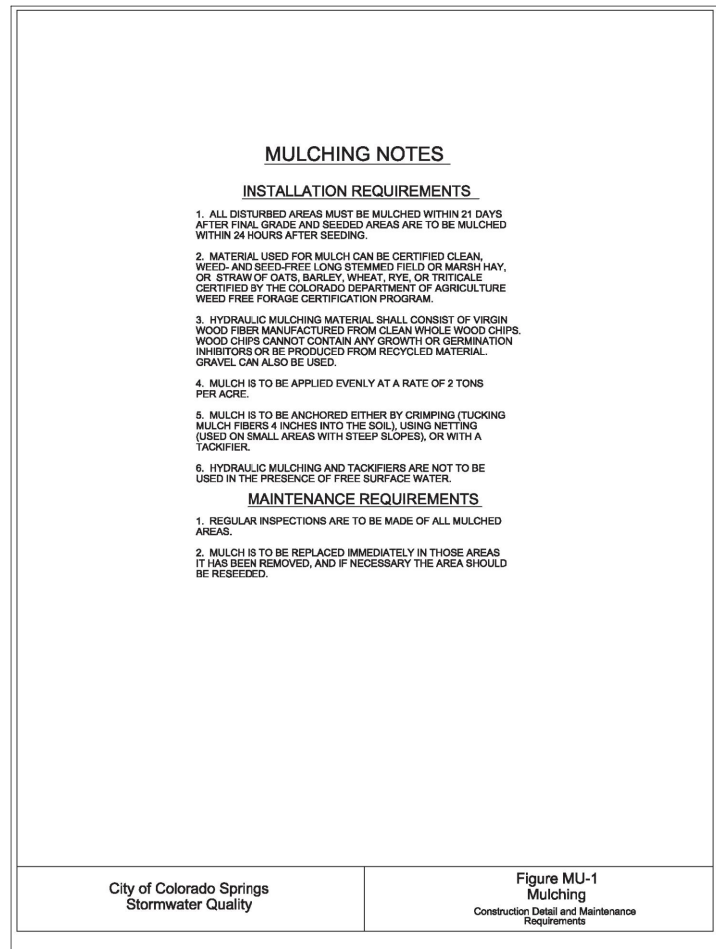 MULCHING NOTES
INSTALLATION REQUIREMENTS
1. ALL DISTURBED AREAS MUST BE MULCHED WITHIN 21 DAYS
AFTER FINAL GRADE AND SEEDED AREAS ARE TO BE MULCHED
WITHIN 24 HOURS AFTER SEEDING.
2. MATERIAL USED FOR MULCH CAN BE CERTIFIED CLEAN,
WEED- AND SEED-FREE LONG STEMMED FIELD OR MARSH HAY,
OR STRAW OF OATS, BARLEY, WHEAT, RYE, OR TRITICALE
CERTIFIED BY THE COLORADO DEPARTMENT OF AGRICULTURE
WEED FREE FORAGE CERTIFICATION PROGRAM.
3. HYDRAULIC MULCHING MATERIAL SHALL CONSIST OF VIRGIN
WOOD FIBER MANUFACTURED FROM CLEAN WHOLE WOOD CHIPS.
WOOD CHIPS CANNOT CONTAIN ANY GROWTH OR GERMINATION
INHIBITORS OR BE PRODUCED FROM RECYCLED MATERIAL.
GRAVEL CAN ALSO BE USED.
4. MULCH IS TO BE APPLIED EVENLY AT A RATE OF 2 TONS
PER ACRE.
5. MULCH IS TO BE ANCHORED EITHER BY CRIMPING (TUCKING
MULCH FIBERS 4 INCHES INTO THE SOIL), USING NETTING
(USED ON SMALL AREAS WITH STEEP SLOPES), OR WITH A
TACKIFIER.
6. HYDRAULIC MULCHING AND TACKIFIERS ARE NOT TO BE
USED IN THE PRESENCE OF FREE SURFACE WATER.
MAINTENANCE REQUIREMENTS
1. REGULAR INSPECTIONS ARE TO BE MADE OF ALL MULCHED
AREAS.
2. MULCH IS TO BE REPLACED IMMEDIATELY IN THOSE AREAS
IT HAS BEEN REMOVED, AND IF NECESSARY THE AREA SHOULD
BE RESEEDED.
City of Colorado Springs
Stormwater Quality
Figure MU-1
Mulching
Construction Detail and Maintenance
Requirements